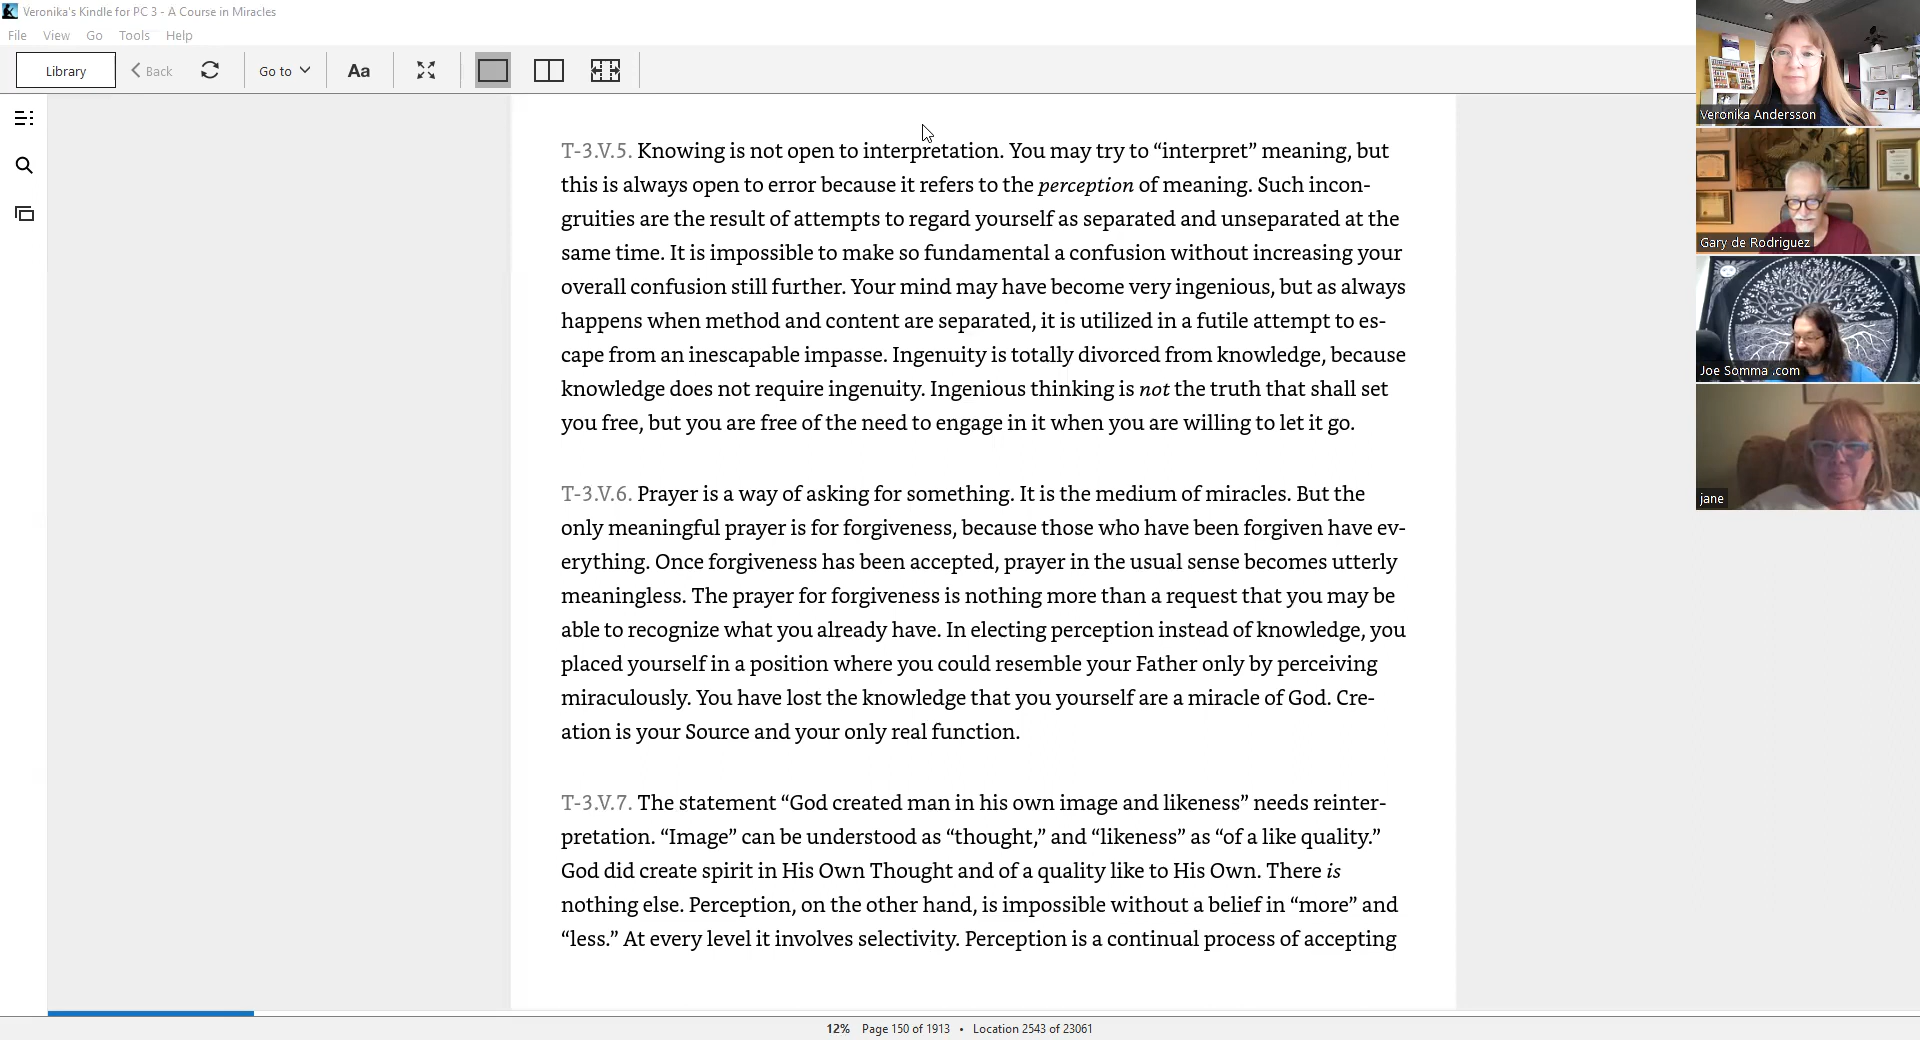 Veronika's Kindle for PC 3 - A Course in Miracles
File View Go Tools Help
Library Back Go to Aa
T-3.V.5. Knowing is not open to interpretation. You may try to “interpret” meaning, but
this is always open to error because it refers to the perception of meaning. Such incon-
gruities are the result of attempts to regard yourself as separated and unseparated at the
same time. It is impossible to make so fundamental a confusion without increasing your
overall confusion still further. Your mind may have become very ingenious, but as always
happens when method and content are separated, it is utilized in a futile attempt to es-
cape from an inescapable impasse. Ingenuity is totally divorced from knowledge, because
knowledge does not require ingenuity. Ingenious thinking is not the truth that shall set
you free, but you are free of the need to engage in it when you are willing to let it go.
T-3.V.6. Prayer is a way of asking for something. It is the medium of miracles. But the
only meaningful prayer is for forgiveness, because those who have been forgiven have ev-
erything. Once forgiveness has been accepted, prayer in the usual sense becomes utterly
meaningless. The prayer for forgiveness is nothing more than a request that you may be
able to recognize what you already have. In electing perception instead of knowledge, you
placed yourself in a position where you could resemble your Father only by perceiving
miraculously. You have lost the knowledge that you yourself are a miracle of God. Cre-
ation is your Source and your only real function.
T-3.V.7. The statement “God created man in his own image and likeness” needs reinter-
pretation. “Image” can be understood as “thought,” and “likeness” as “of a like quality.”
God did create spirit in His Own Thought and of a quality like to His Own. There is
nothing else. Perception, on the other hand, is impossible without a belief in “more” and
“less.” At every level it involves selectivity. Perception is a continual process of accepting
12% Page 150 of 1913 • Location 2543 of 23061
Veronika Andersson
Gary de Rodriguez
Joe Somma .com
jane